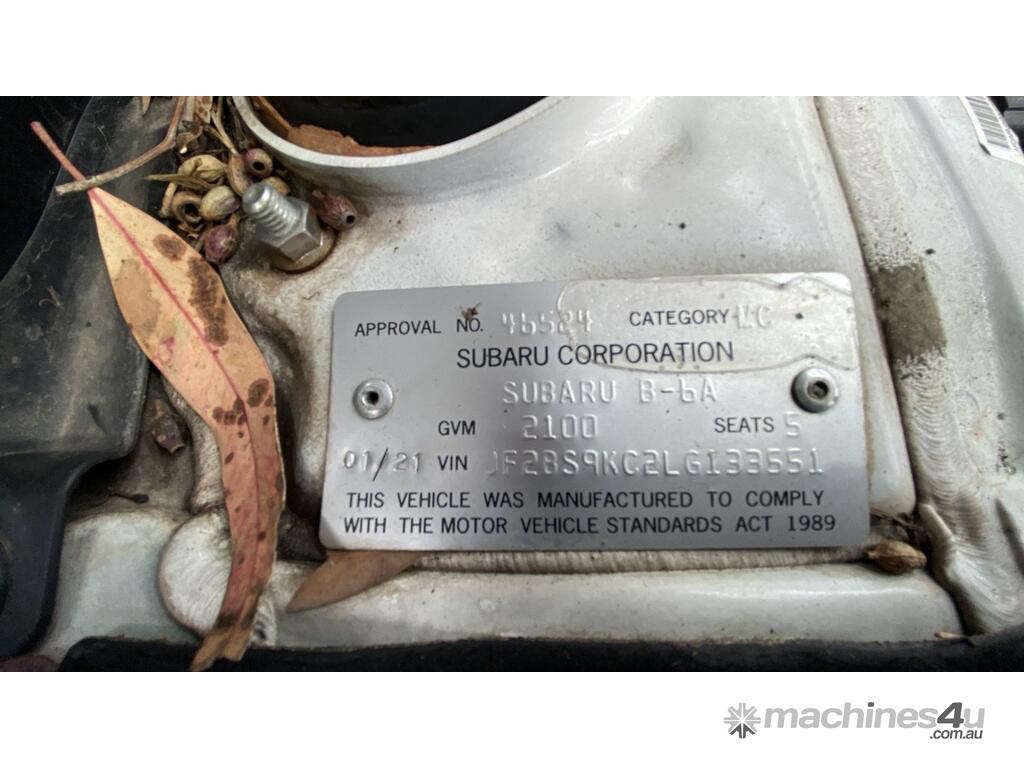 APPROVAL NO. 46524 CATEGORY MC
SUBARU CORPORATION
SUBARU B-6A
GVM 2100 SEATS 5
01/21 VIN JF2BS9KC2LG133551
THIS VEHICLE WAS MANUFACTURED TO COMPLY
WITH THE MOTOR VEHICLE STANDARDS ACT 1989
machines4u
.com.au